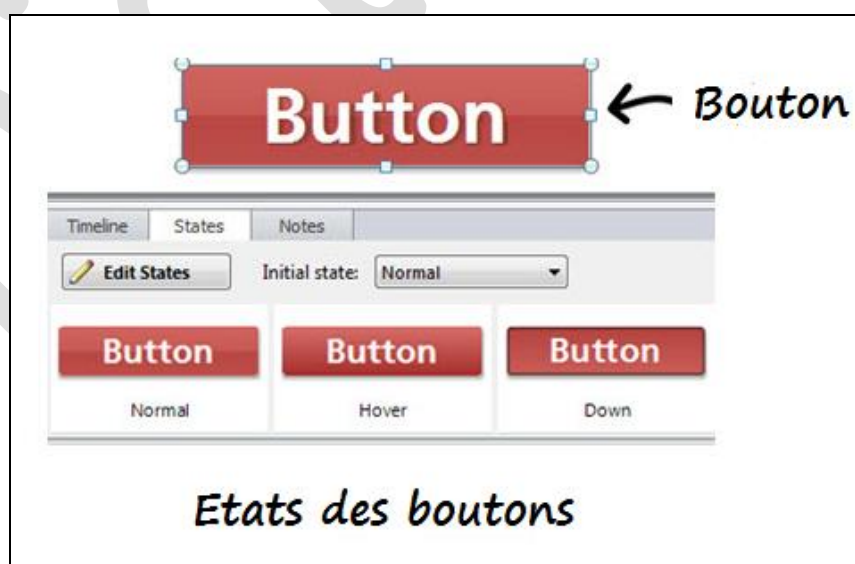 Button
Bouton
Timeline States Notes
Edit States Initial state: Normal
Button Button Button
Normal Hover Down
Etats des boutons